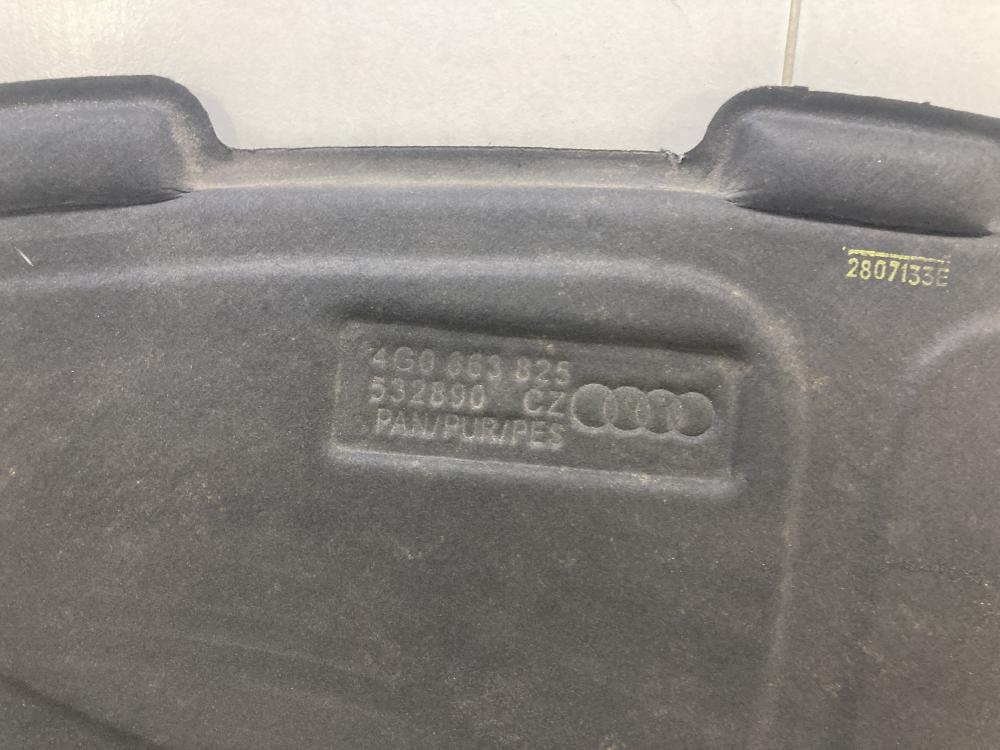 2807133E
4G0 863 825
532890 CZ
PAN/PUR/PES